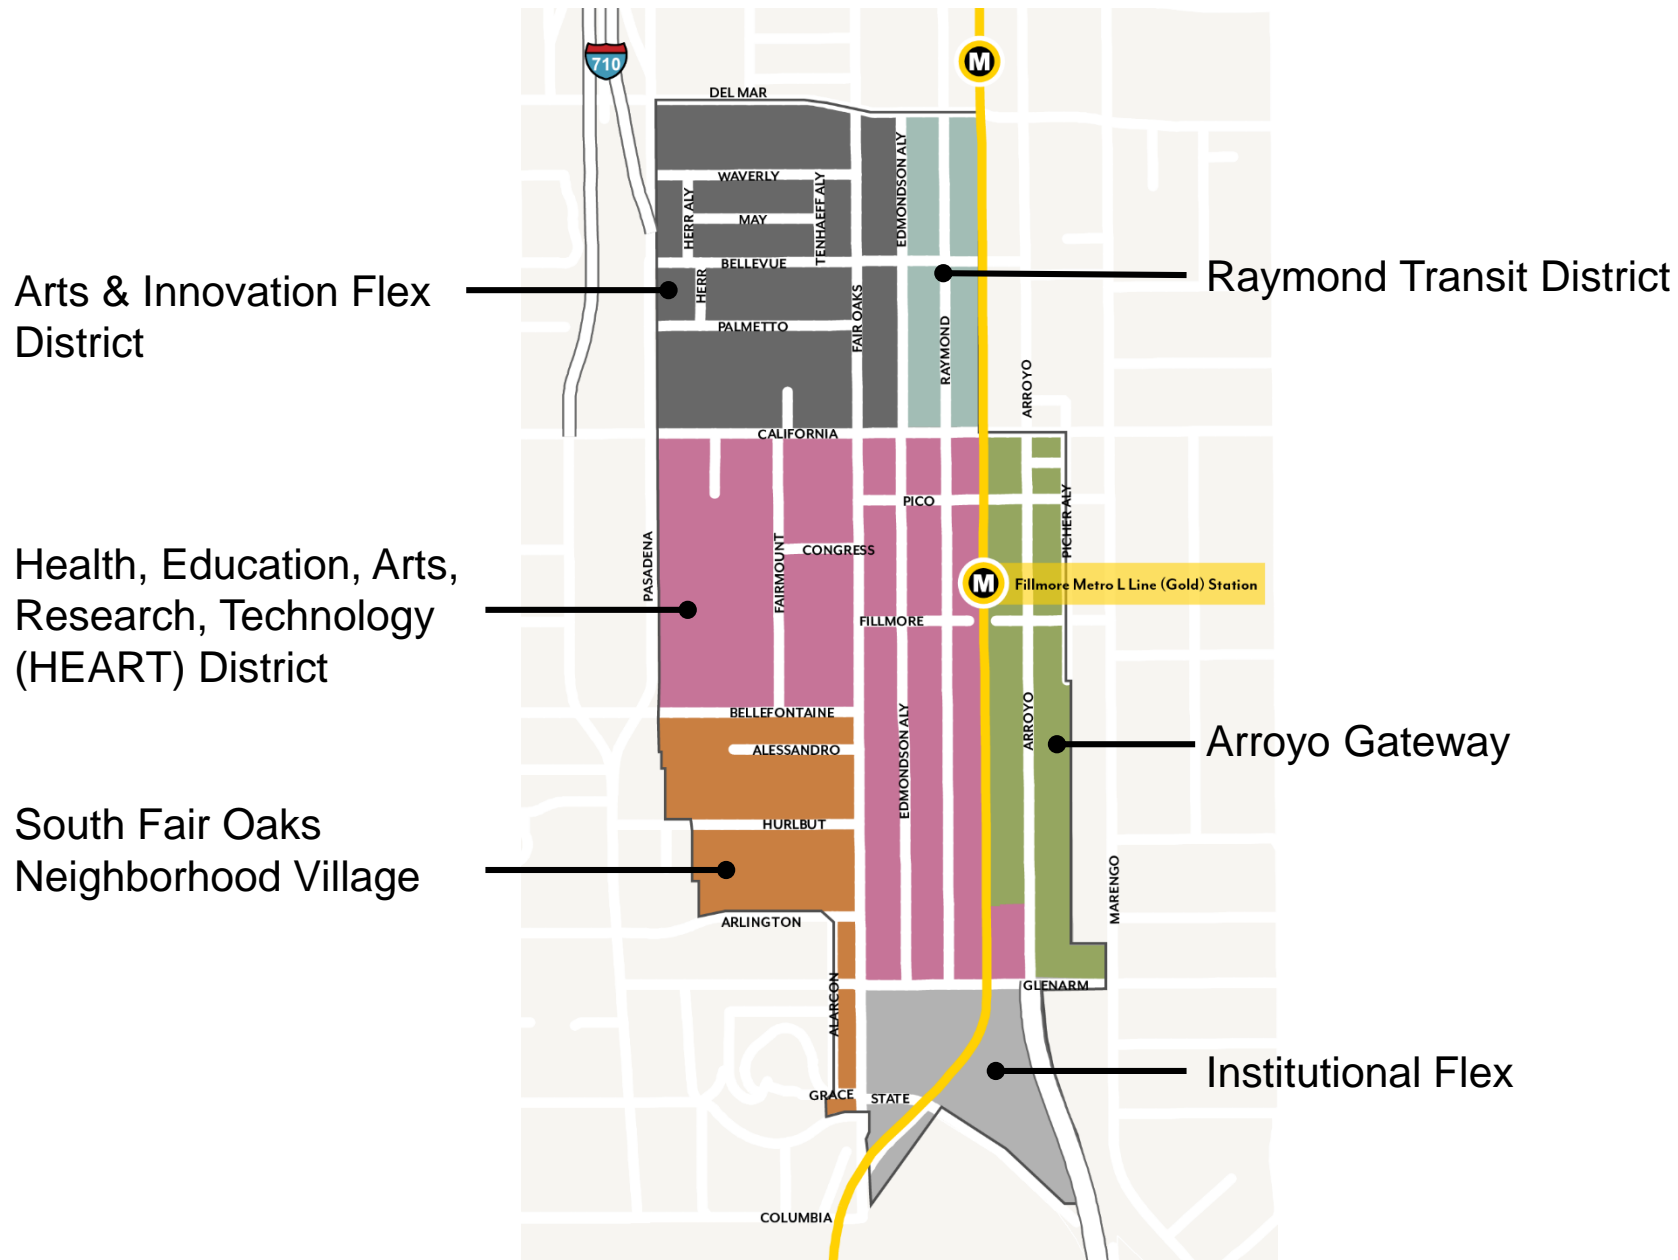 710
M
DEL MAR
WAVERLY
HERR ALY
MAY
TENHAEFF ALY
EDMONDSON ALY
BELLEVUE
HERR
PALMETTO
FAIR OAKS
RAYMOND
ARROYO
CALIFORNIA
Arts & Innovation Flex
District
Raymond Transit District
PICO
PICHER ALY
PASADENA
FAIRMOUNT
CONGRESS
M
Fillmore Metro L Line (Gold) Station
FILLMORE
Health, Education, Arts,
Research, Technology
(HEART) District
BELLEFONTAINE
ALESSANDRO
EDMONDSON ALY
ARROYO
Arroyo Gateway
HURLBUT
South Fair Oaks
Neighborhood Village
MARENGO
ARLINGTON
ALARCON
GLENARM
GRACE
STATE
Institutional Flex
COLUMBIA